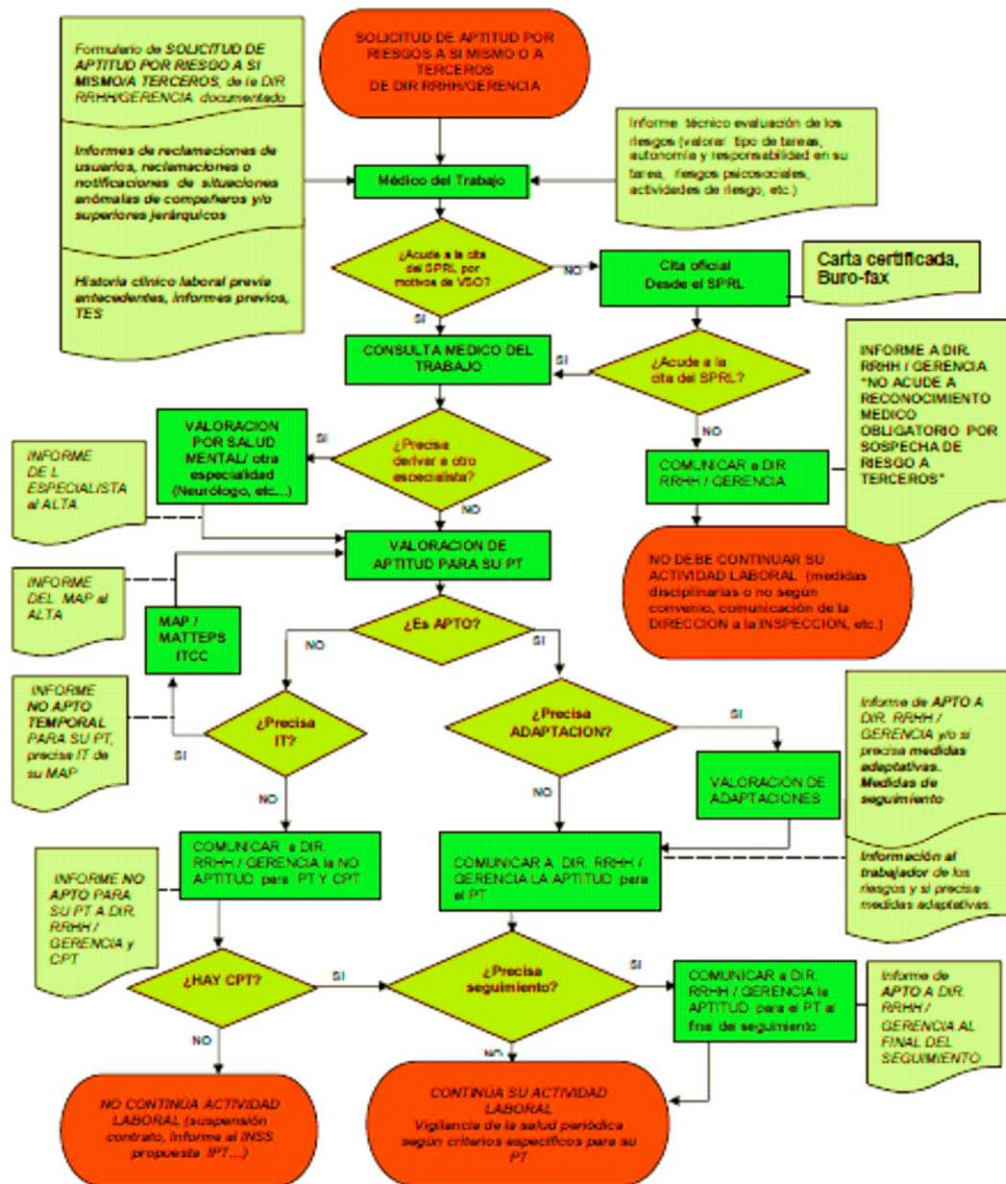 SOLICITUD DE APTITUD POR
RIESGOS A SI MISMO O A
TERCEROS
DE DIR RRHH/GERENCIA
Formulario de SOLICITUD DE
APTITUD POR RIESGO A SI
MISMO/A TERCEROS, de la DIR
RRHH/GERENCIA documentado
Informes de reclamaciones de
usuarios, reclamaciones o
notificaciones de situaciones
anómalas de compañeros y/o
superiores jerárquicos
Historia clínico laboral previa
antecedentes, informes previos,
TES
Informe técnico evaluación de los
riesgos (valorar tipo de tareas,
autonomía y responsabilidad en su
tarea, riesgos psicosociales,
actividades de riesgo, etc.)
Médico del Trabajo
¿Acude a la cita
del SPRL por
motivos de VSO?
NO
SI
Cita oficial
Desde el SPRL
Carta certificada,
Buro-fax
CONSULTA MEDICO DEL
TRABAJO
SI
¿Acude a la
cita del SPRL?
NO
INFORME A DIR.
RRHH / GERENCIA
"NO ACUDE A
RECONOCIMIENTO
MEDICO
OBLIGATORIO POR
SOSPECHA DE
RIESGO A
TERCEROS"
COMUNICAR a DIR
RRHH / GERENCIA
NO DEBE CONTINUAR SU
ACTIVIDAD LABORAL (medidas
disciplinarias o no según
convenio, comunicación de la
DIRECCION a la INSPECCION, etc.)
¿Precisa
derivar a otro
especialista?
SI
NO
VALORACION
POR SALUD
MENTAL/ otra
especialidad
(Neurólogo, etc...)
INFORME
DE L
ESPECIALISTA
al ALTA
VALORACION DE
APTITUD PARA SU PT
INFORME
DEL MAP al
ALTA
MAP /
MATTEPS
ITCC
¿Es APTO?
NO
SI
INFORME
NO APTO
TEMPORAL
PARA SU PT,
precisa IT de
su MAP
SI
¿Precisa
IT?
NO
¿Precisa
ADAPTACION?
SI
NO
VALORACION DE
ADAPTACIONES
Informe de APTO A
DIR. RRHH /
GERENCIA y/o si
precisa medidas
adaptativas.
Medidas de
seguimiento
Información al
trabajador de los
riesgos y si precisa
medidas adaptativas.
COMUNICAR a DIR.
RRHH / GERENCIA la NO
APTITUD para PT Y CPT
INFORME NO
APTO PARA
SU PT A DIR.
RRHH /
GERENCIA y
CPT
COMUNICAR A DIR. RRHH /
GERENCIA LA APTITUD para
el PT
¿HAY CPT?
SI
NO
¿Precisa
seguimiento?
SI
NO
COMUNICAR a DIR.
RRHH / GERENCIA la
APTITUD para el PT al
final del seguimiento
Informe de
APTO A DIR.
RRHH /
GERENCIA AL
FINAL DEL
SEGUIMIENTO
NO CONTINÚA ACTIVIDAD
LABORAL (suspensión
contrato, Informe al INSS
propuesta IPT...)
CONTINÚA SU ACTIVIDAD
LABORAL
Vigilancia de la salud periódica
según criterios específicos para su
PT